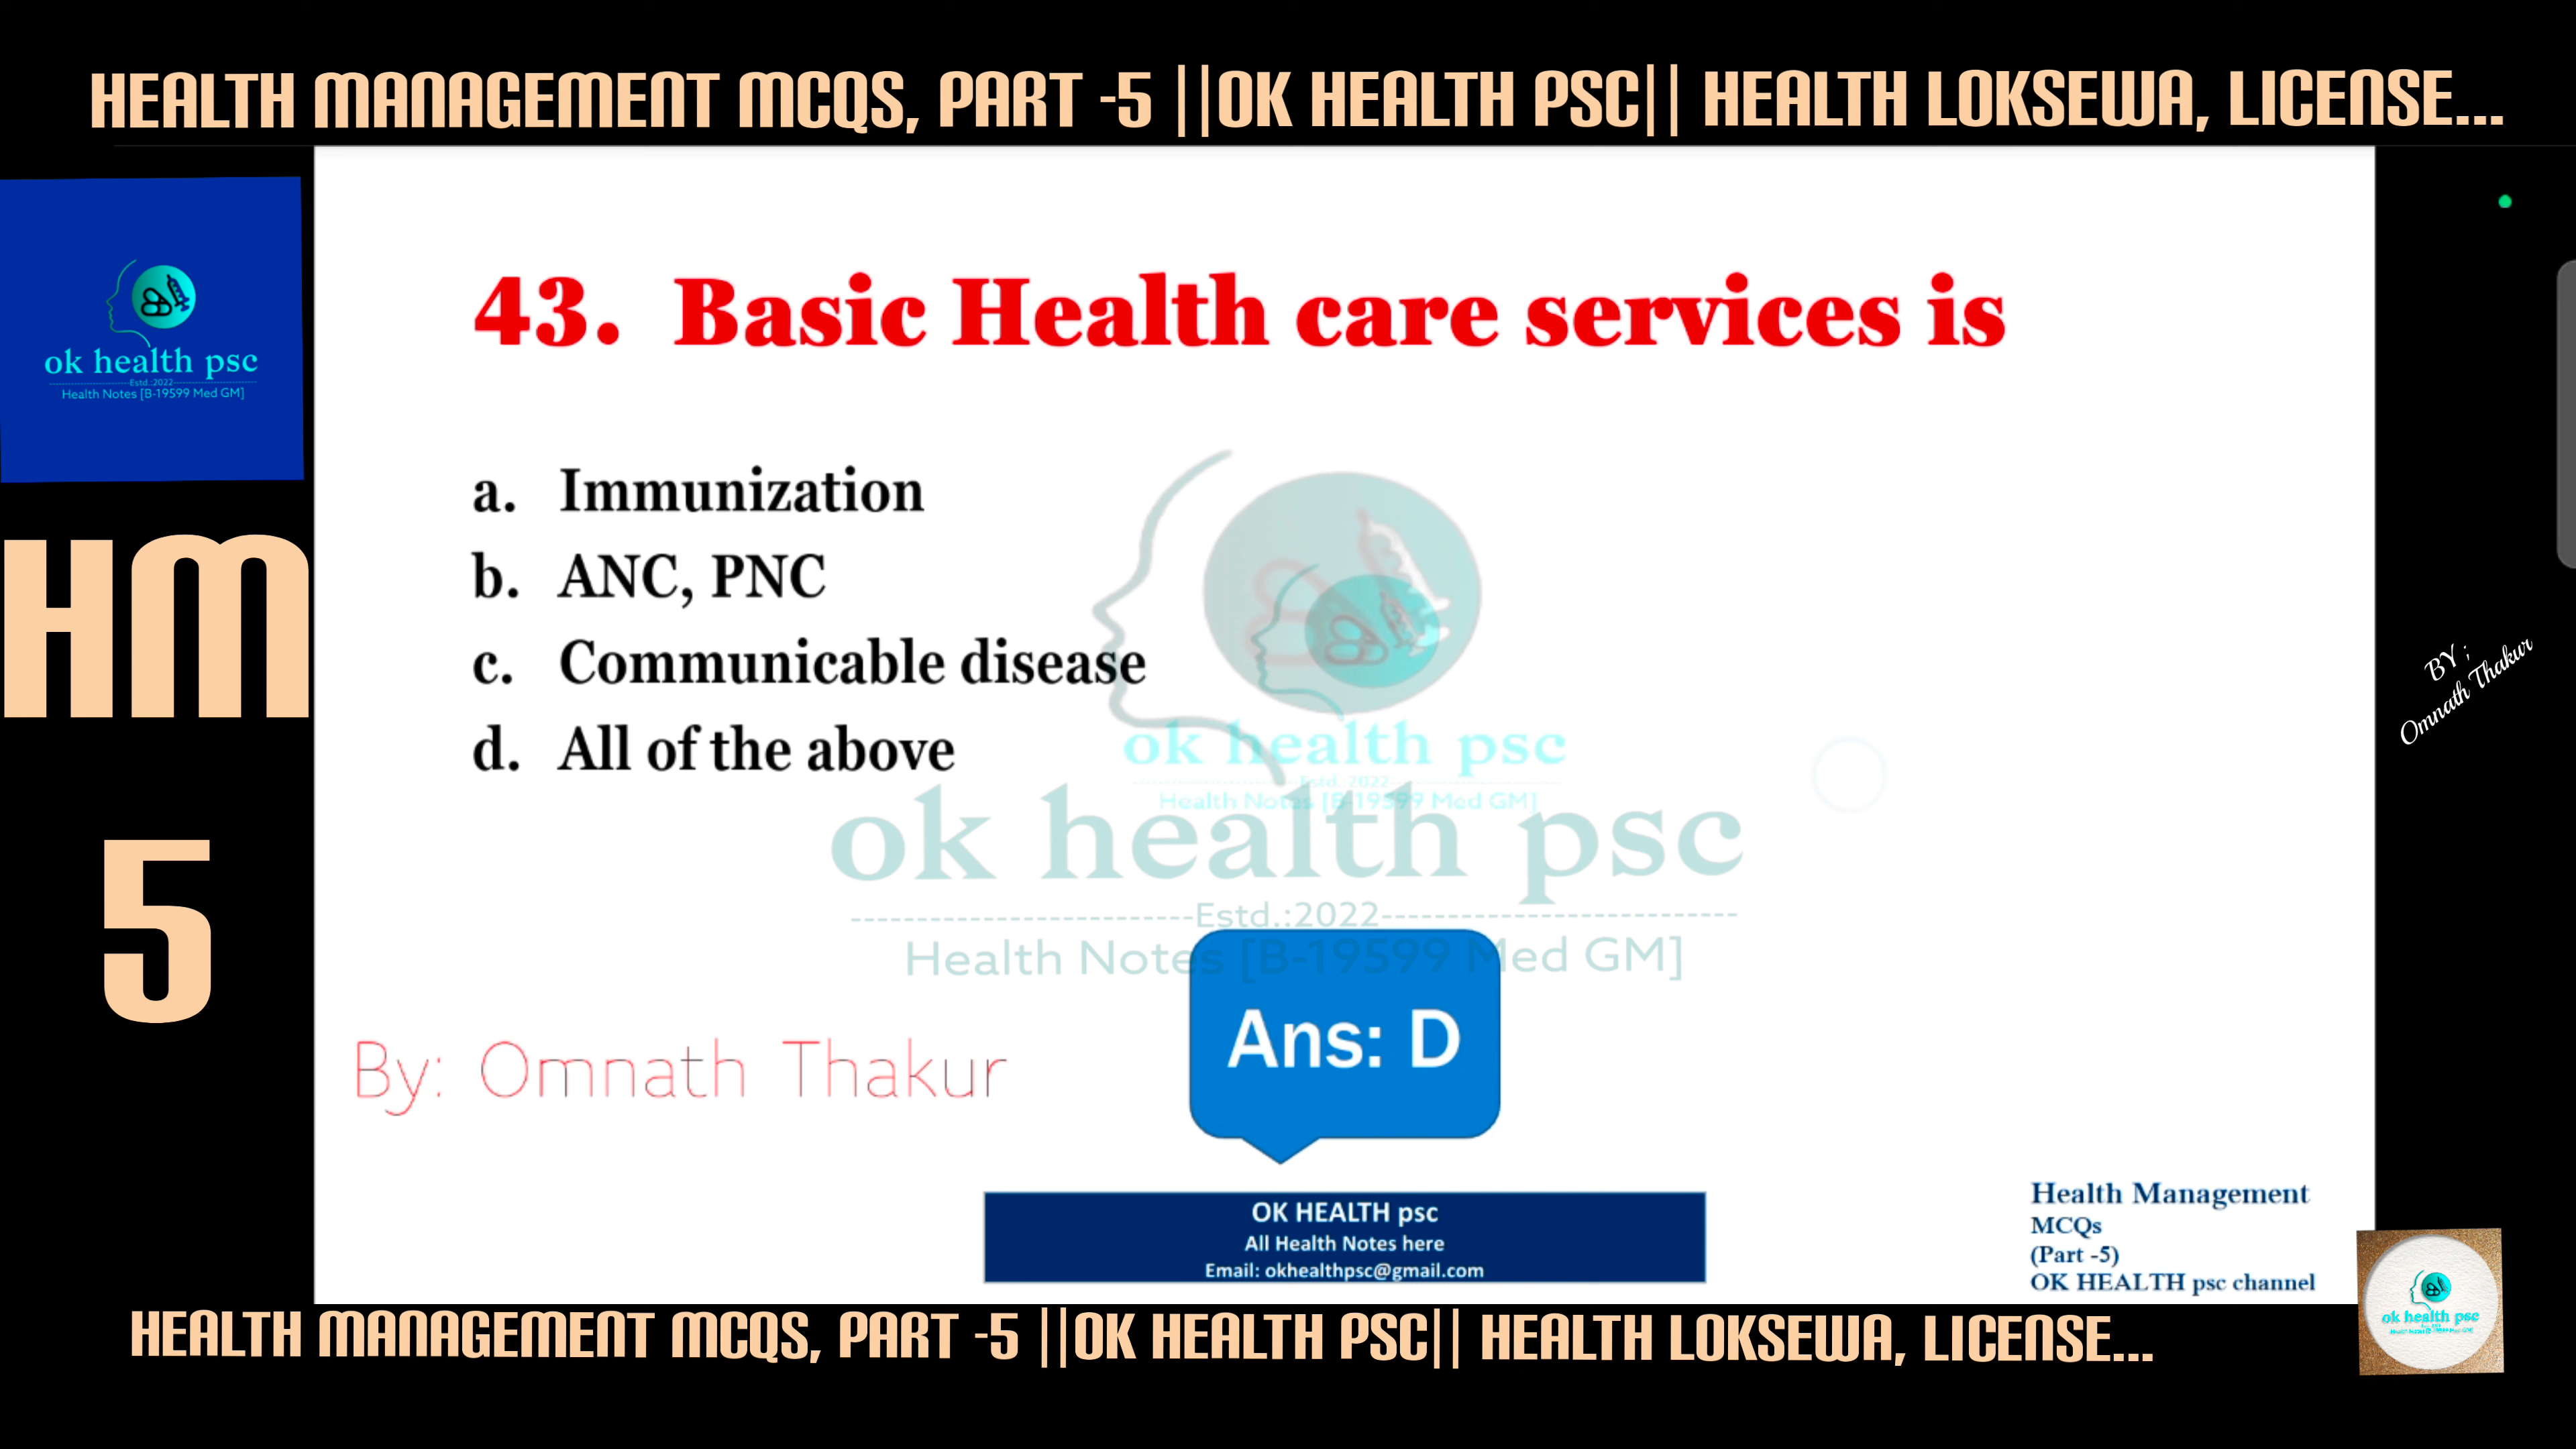 HEALTH MANAGEMENT MCQS, PART -5 ||OK HEALTH PSC|| HEALTH LOKSEWA, LICENSE...
ok health psc
Estd.:2022
Health Notes [B-19599 Med GM]
HM
5
43. Basic Health care services is
a. Immunization
b. ANC, PNC
c. Communicable disease
d. All of the above
ok health psc
Estd.:2022
Health Notes [B-19599 Med GM]
ok health psc
Estd.:2022
Health Notes [B-19599 Med GM]
BY ;
Omnath Thakur
By: Omnath Thakur
Ans: D
OK HEALTH psc
All Health Notes here
Email: okhealthpsc@gmail.com
Health Management
MCQs
(Part -5)
OK HEALTH psc channel
ok health psc
HEALTH MANAGEMENT MCQS, PART -5 ||OK HEALTH PSC|| HEALTH LOKSEWA, LICENSE...